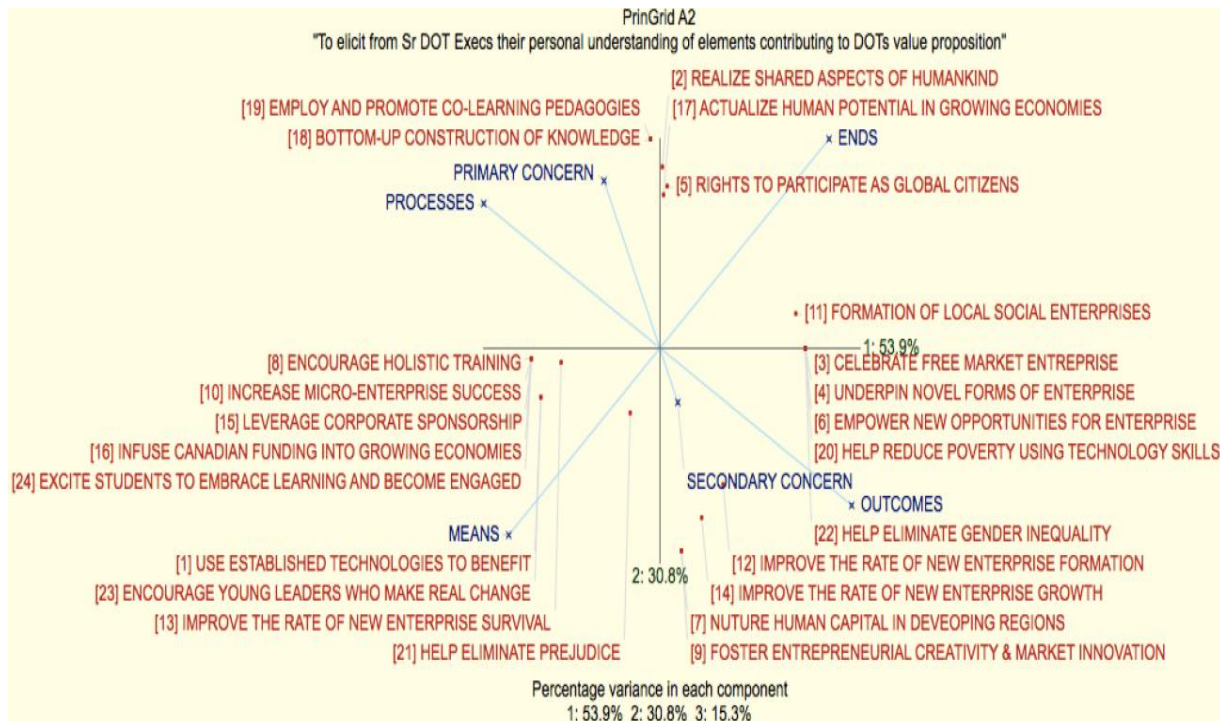 PrinGrid A2
"To elicit from Sr DOT Execs their personal understanding of elements contributing to DOTs value proposition"
[2] REALIZE SHARED ASPECTS OF HUMANKIND
[19] EMPLOY AND PROMOTE CO-LEARNING PEDAGOGIES
[17] ACTUALIZE HUMAN POTENTIAL IN GROWING ECONOMIES
[18] BOTTOM-UP CONSTRUCTION OF KNOWLEDGE
ENDS
PRIMARY CONCERN
[5] RIGHTS TO PARTICIPATE AS GLOBAL CITIZENS
PROCESSES
[11] FORMATION OF LOCAL SOCIAL ENTERPRISES
1: 53.9%
[8] ENCOURAGE HOLISTIC TRAINING
[3] CELEBRATE FREE MARKET ENTREPRISE
[10] INCREASE MICRO-ENTERPRISE SUCCESS
[4] UNDERPIN NOVEL FORMS OF ENTERPRISE
[15] LEVERAGE CORPORATE SPONSORSHIP
[6] EMPOWER NEW OPPORTUNITIES FOR ENTERPRISE
[16] INFUSE CANADIAN FUNDING INTO GROWING ECONOMIES
[20] HELP REDUCE POVERTY USING TECHNOLOGY SKILLS
[24] EXCITE STUDENTS TO EMBRACE LEARNING AND BECOME ENGAGED
SECONDARY CONCERN
OUTCOMES
MEANS
[22] HELP ELIMINATE GENDER INEQUALITY
[1] USE ESTABLISHED TECHNOLOGIES TO BENEFIT
[12] IMPROVE THE RATE OF NEW ENTERPRISE FORMATION
2: 30.8%
[23] ENCOURAGE YOUNG LEADERS WHO MAKE REAL CHANGE
[14] IMPROVE THE RATE OF NEW ENTERPRISE GROWTH
[13] IMPROVE THE RATE OF NEW ENTERPRISE SURVIVAL
[7] NUTURE HUMAN CAPITAL IN DEVEOPING REGIONS
[21] HELP ELIMINATE PREJUDICE
[9] FOSTER ENTREPRENEURIAL CREATIVITY & MARKET INNOVATION
Percentage variance in each component
1: 53.9% 2: 30.8% 3: 15.3%